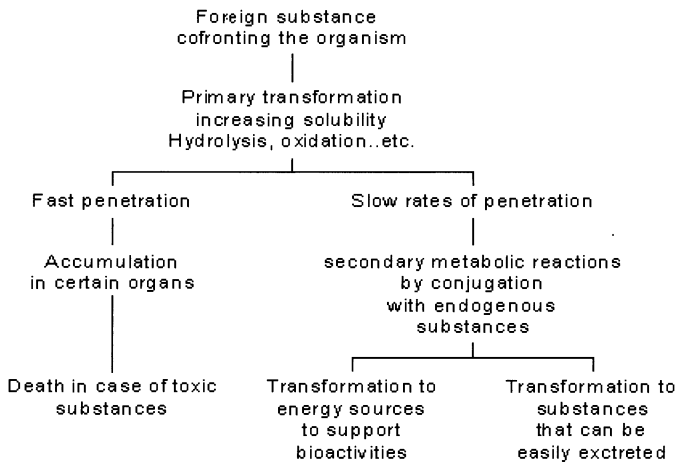 Foreign substance
cofronting the organism
Primary transformation
increasing solubility
Hydrolysis, oxidation..etc.
Fast penetration
Slow rates of penetration
Accumulation
in certain organs
secondary metabolic reactions
by conjugation
with endogenous
substances
Death in case of toxic
substances
Transformation to
energy sources
to support
bioactivities
Transformation to
substances
that can be
easily exctreted